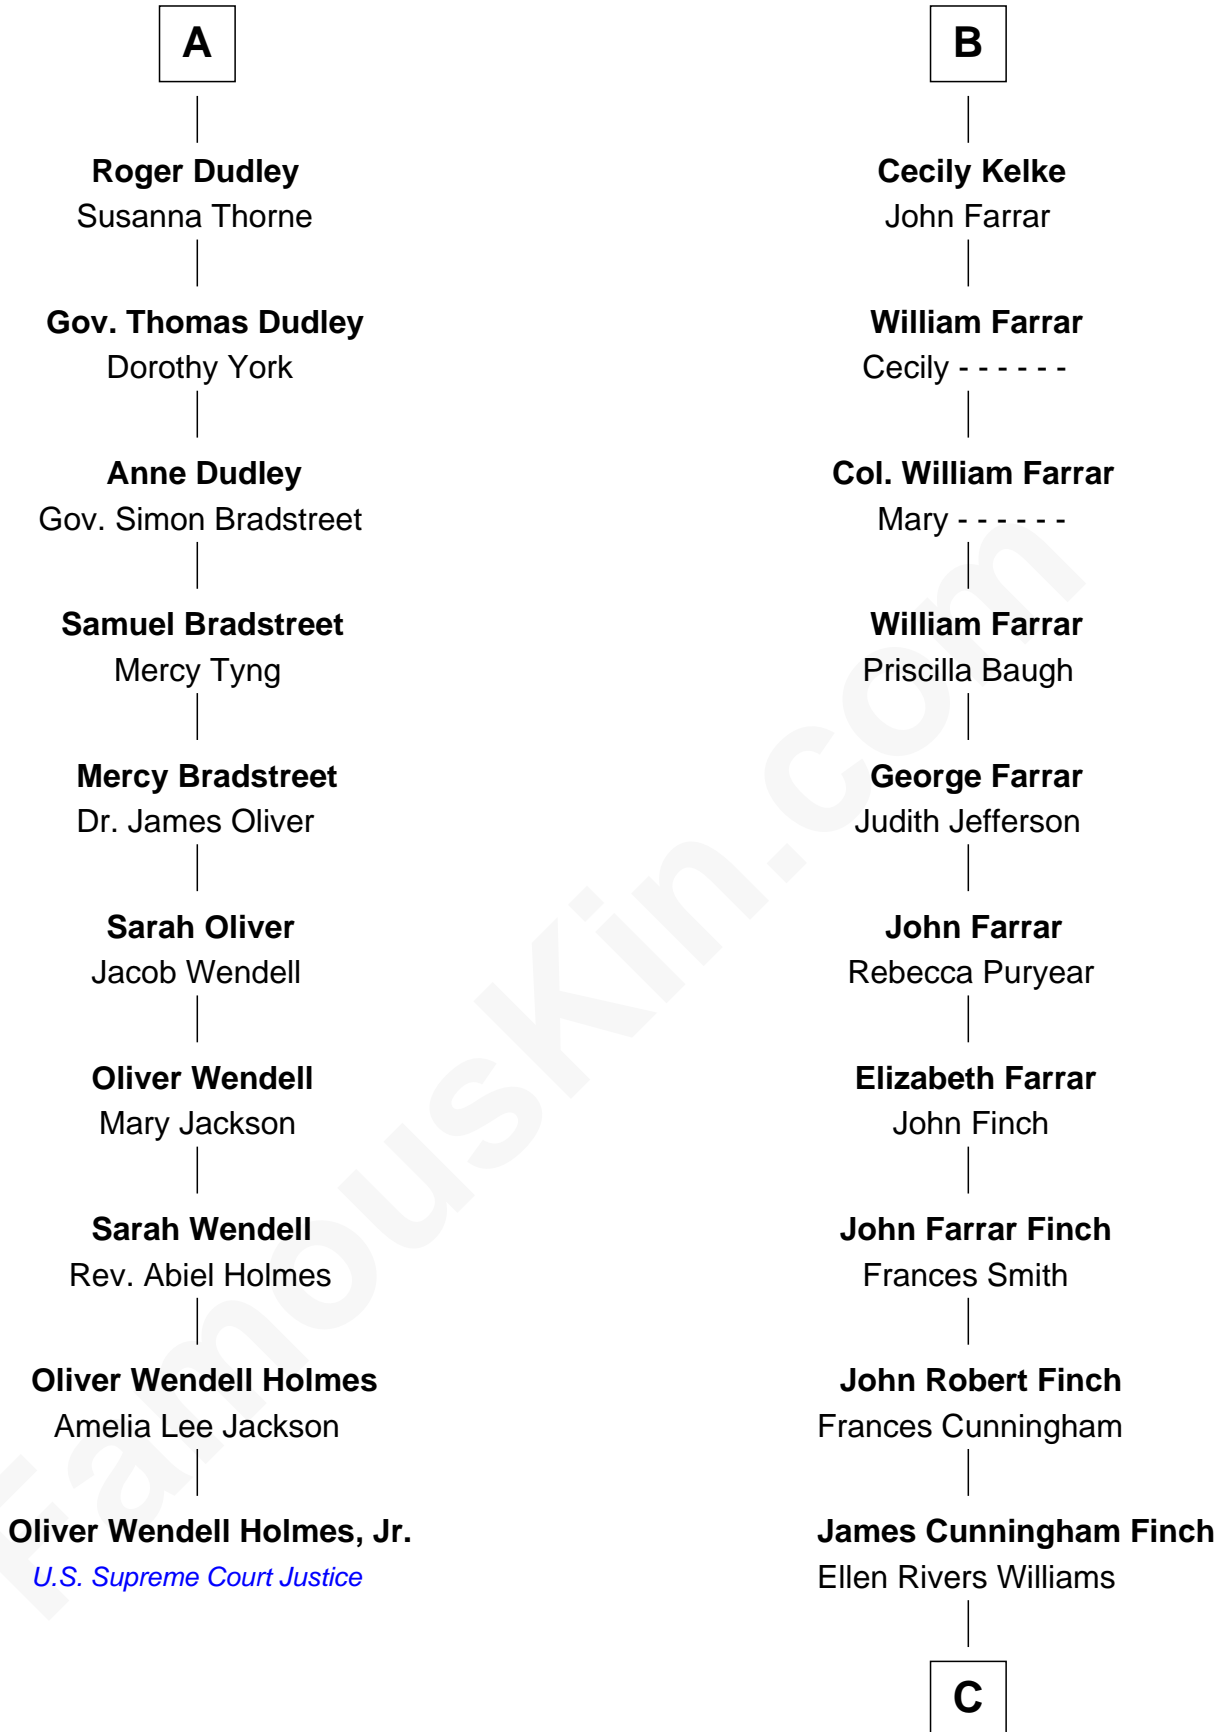 A
Roger Dudley
Susanna Thorne
Gov. Thomas Dudley
Dorothy York
Anne Dudley
Gov. Simon Bradstreet
Samuel Bradstreet
Mercy Tyng
Mercy Bradstreet
Dr. James Oliver
Sarah Oliver
Jacob Wendell
Oliver Wendell
Mary Jackson
Sarah Wendell
Rev. Abiel Holmes
Oliver Wendell Holmes
Amelia Lee Jackson
Oliver Wendell Holmes, Jr.
U.S. Supreme Court Justice
B
Cecily Kelke
John Farrar
William Farrar
Cecily - - - - - -
Col. William Farrar
Mary - - - - - -
William Farrar
Priscilla Baugh
George Farrar
Judith Jefferson
John Farrar
Rebecca Puryear
Elizabeth Farrar
John Finch
John Farrar Finch
Frances Smith
John Robert Finch
Frances Cunningham
James Cunningham Finch
Ellen Rivers Williams
C
FamousKin.com